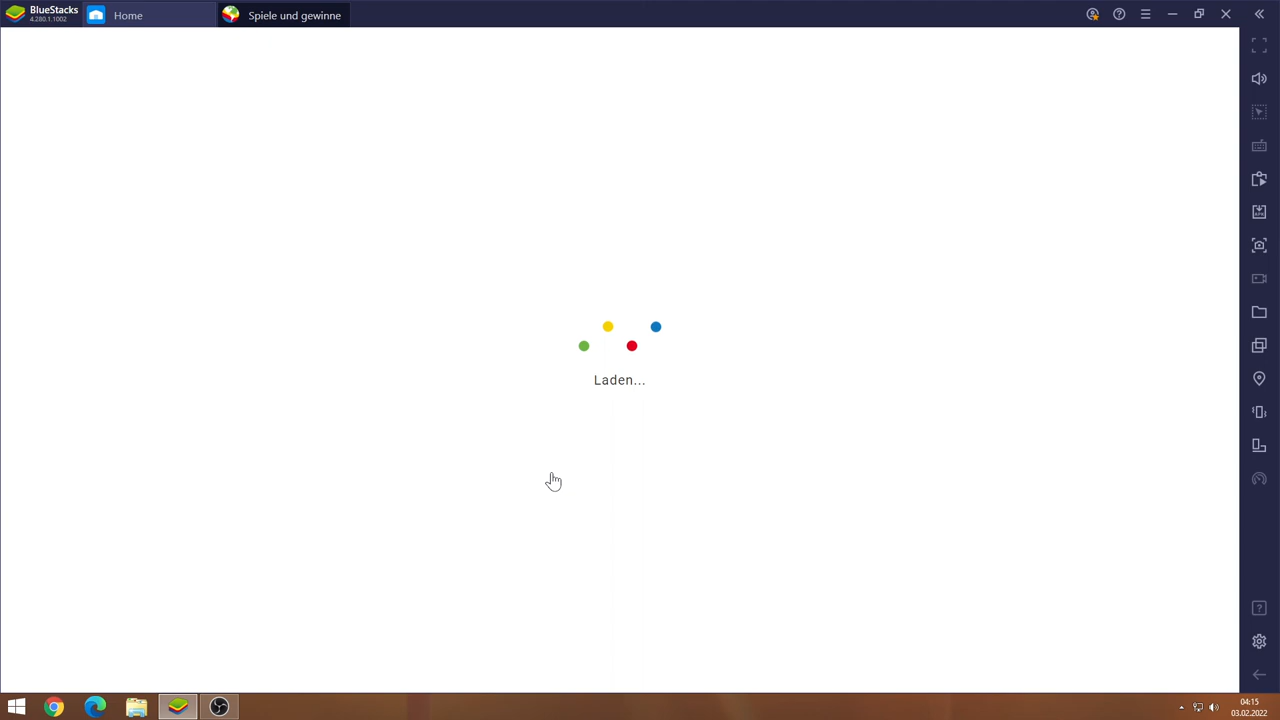 BlueStacks
4.280.1.1002
Home
Spiele und gewinne
Laden...
04:15
03.02.2022